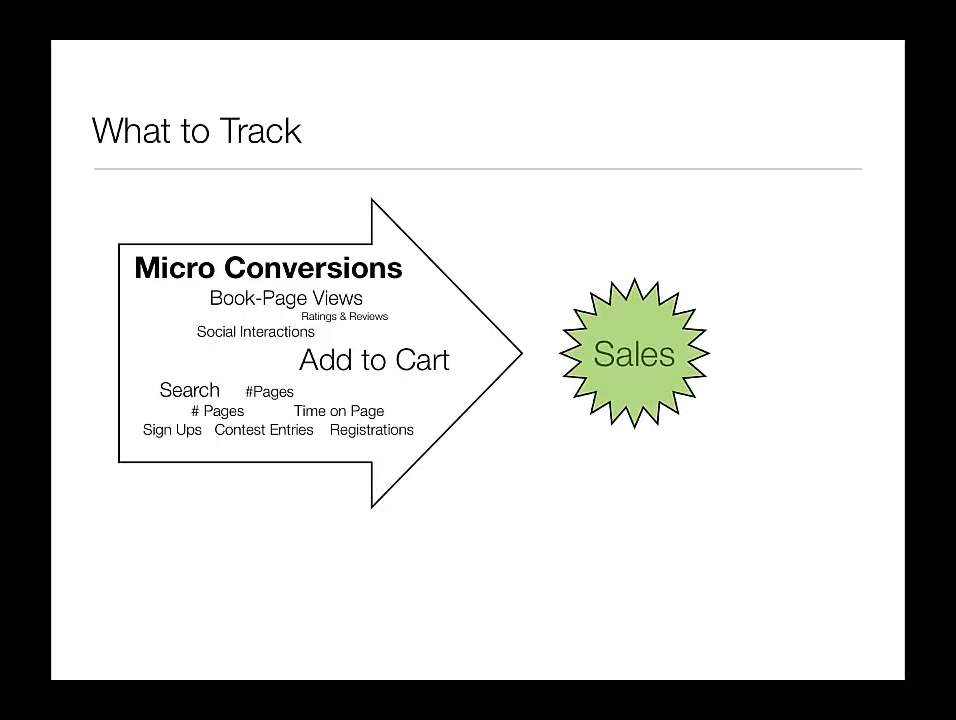 What to Track
Micro Conversions
Book-Page Views
Ratings & Reviews
Social Interactions
Add to Cart
Search #Pages
# Pages Time on Page
Sign Ups Contest Entries Registrations
Sales